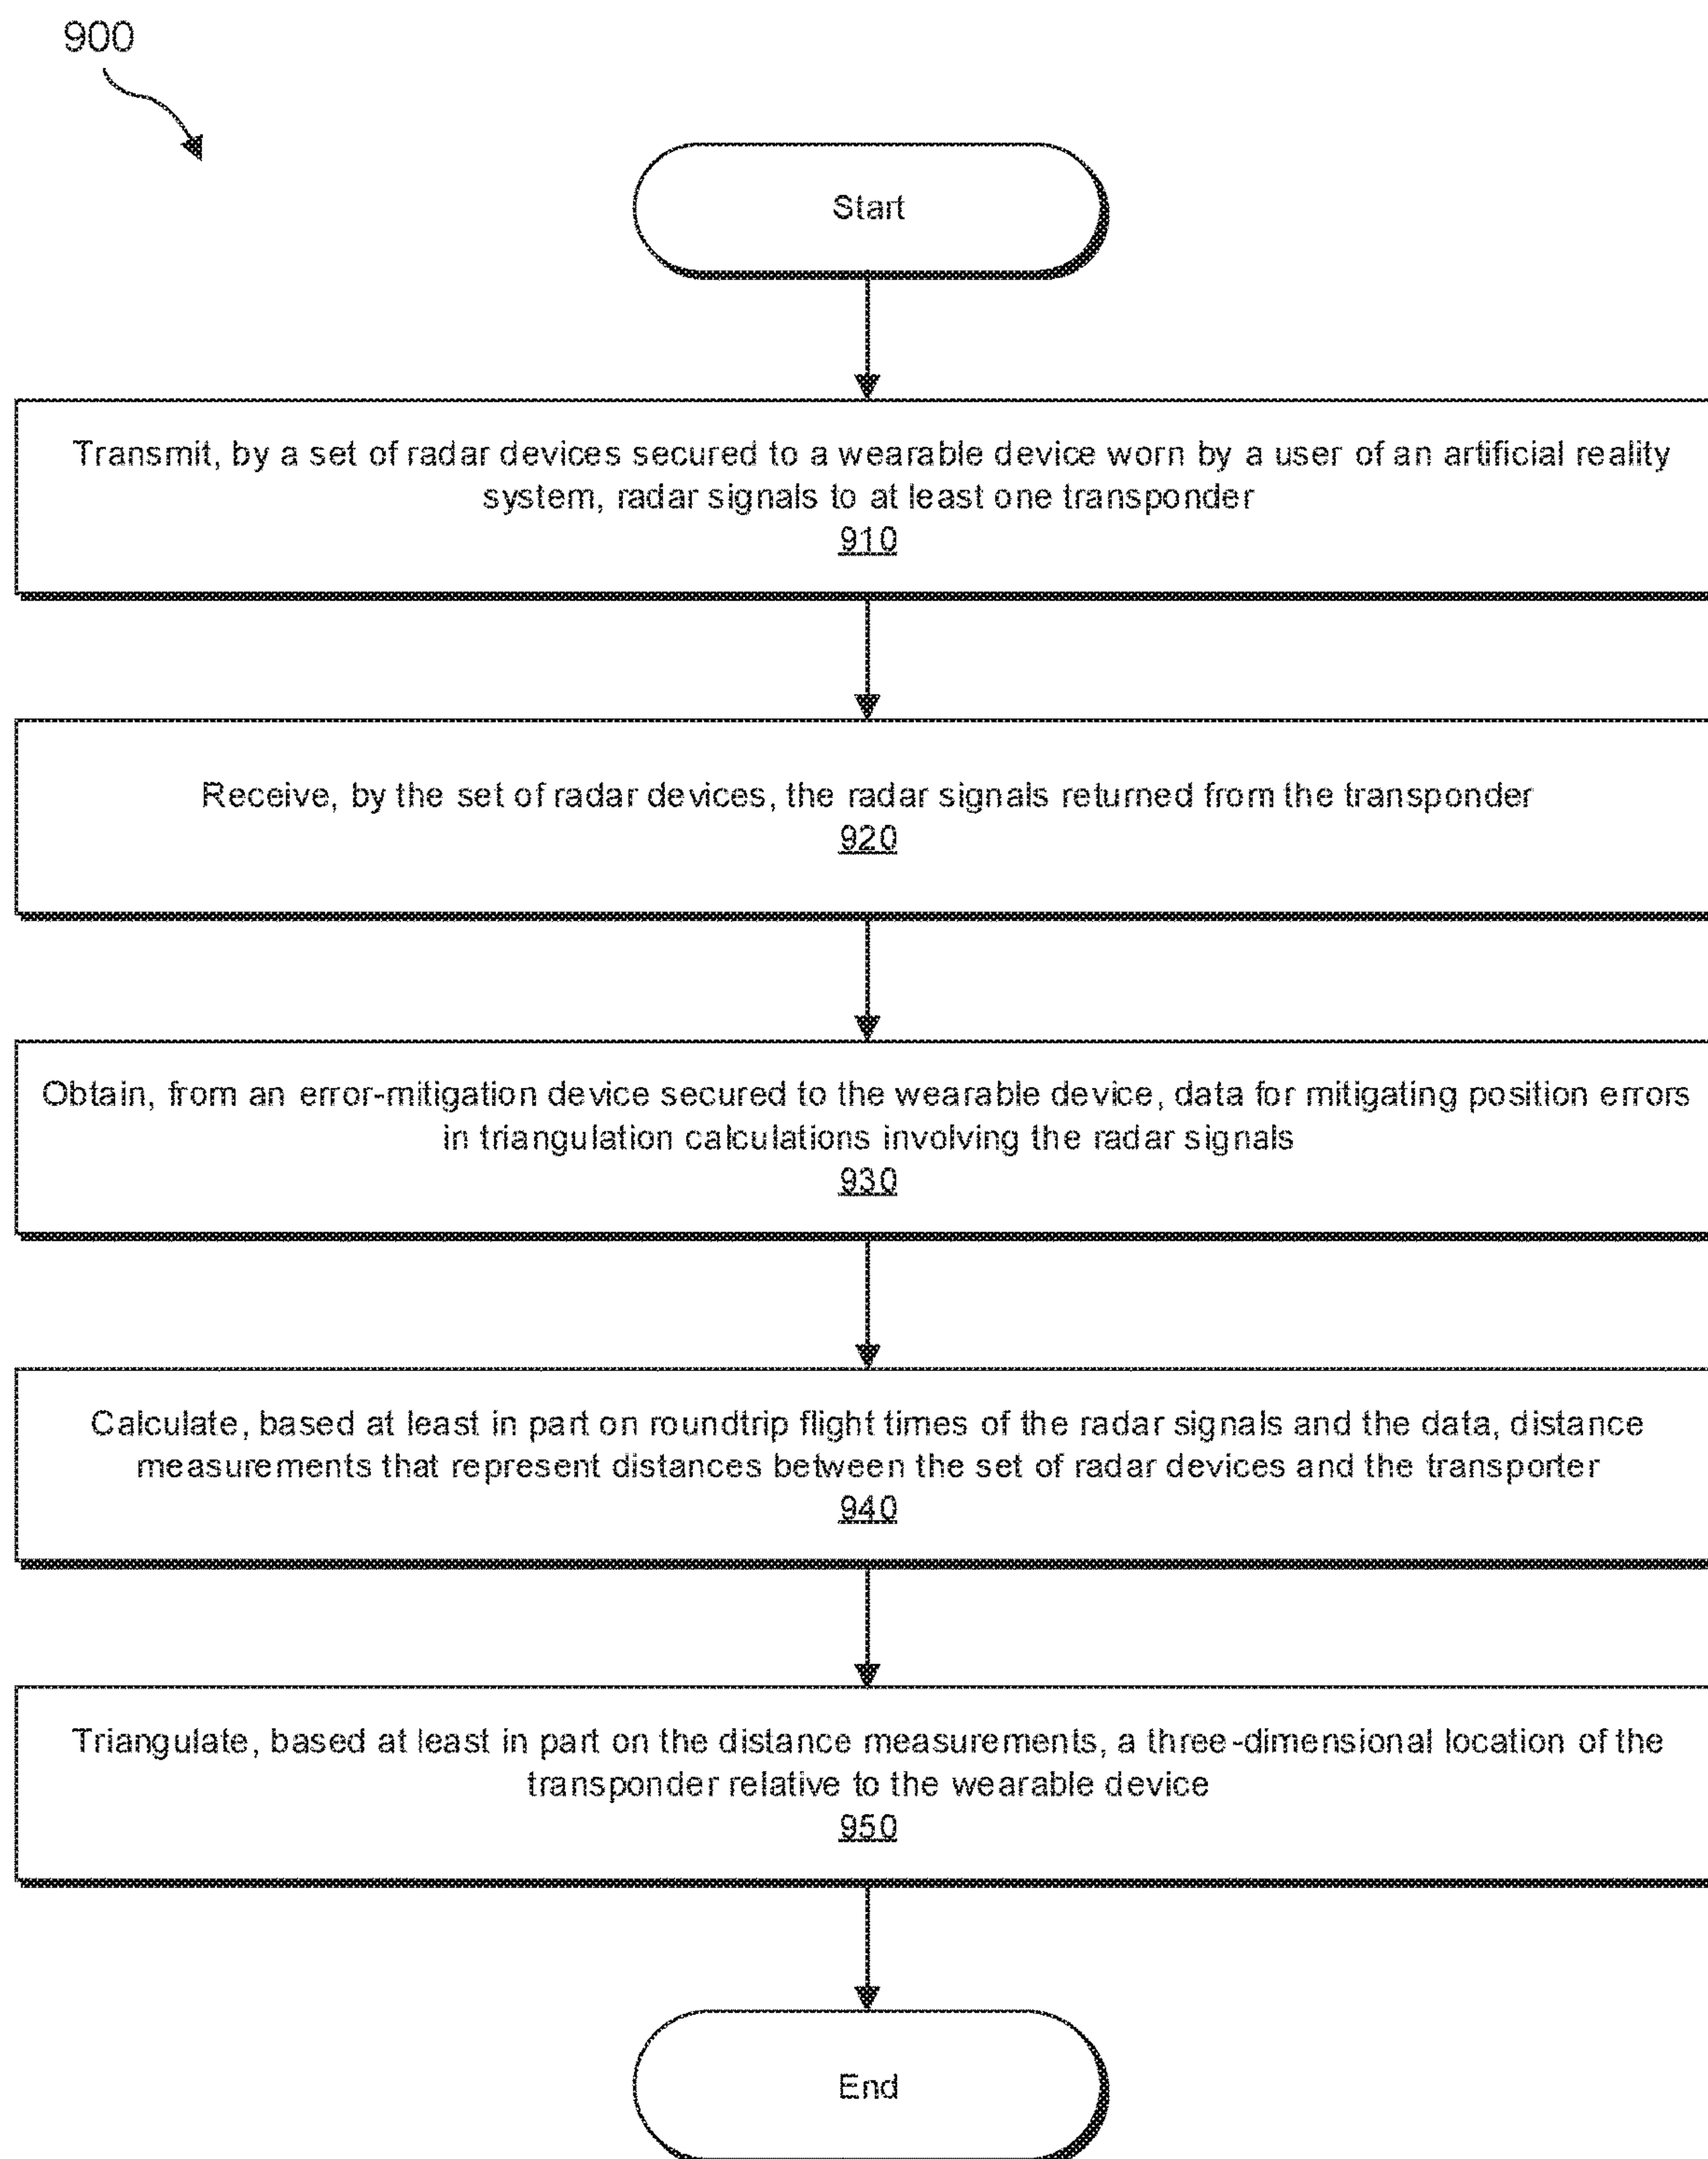 900
Start
Transmit, by a set of radar devices secured to a wearable device worn by a user of an artificial reality
system, radar signals to at least one transponder
910
Receive, by the set of radar devices, the radar signals returned from the transponder
920
Obtain, from an error-mitigation device secured to the wearable device, data for mitigating position errors
in triangulation calculations involving the radar signals
930
Calculate, based at least in part on roundtrip flight times of the radar signals and the data, distance
measurements that represent distances between the set of radar devices and the transporter
940
Triangulate, based at least in part on the distance measurements, a three-dimensional location of the
transponder relative to the wearable device
950
End